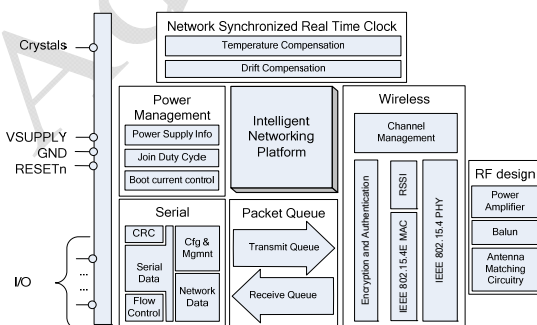 Network Synchronized Real Time Clock
Temperature Compensation
Drift Compensation
Crystals
VSUPPLY
GND
RESETn
I/O
...
...
Power
Management
Power Supply Info
Join Duty Cycle
Boot current control
Intelligent
Networking
Platform
Wireless
Channel
Management
Encryption and Authentication
RSSI
IEEE 802.15.4E MAC
IEEE 802.15.4 PHY
RF design
Power
Amplifier
Balun
Antenna
Matching
Circuitry
Serial
CRC
Serial
Data
Flow
Control
Cfg &
Mgmnt
Network
Data
Packet Queue
Transmit Queue
Receive Queue